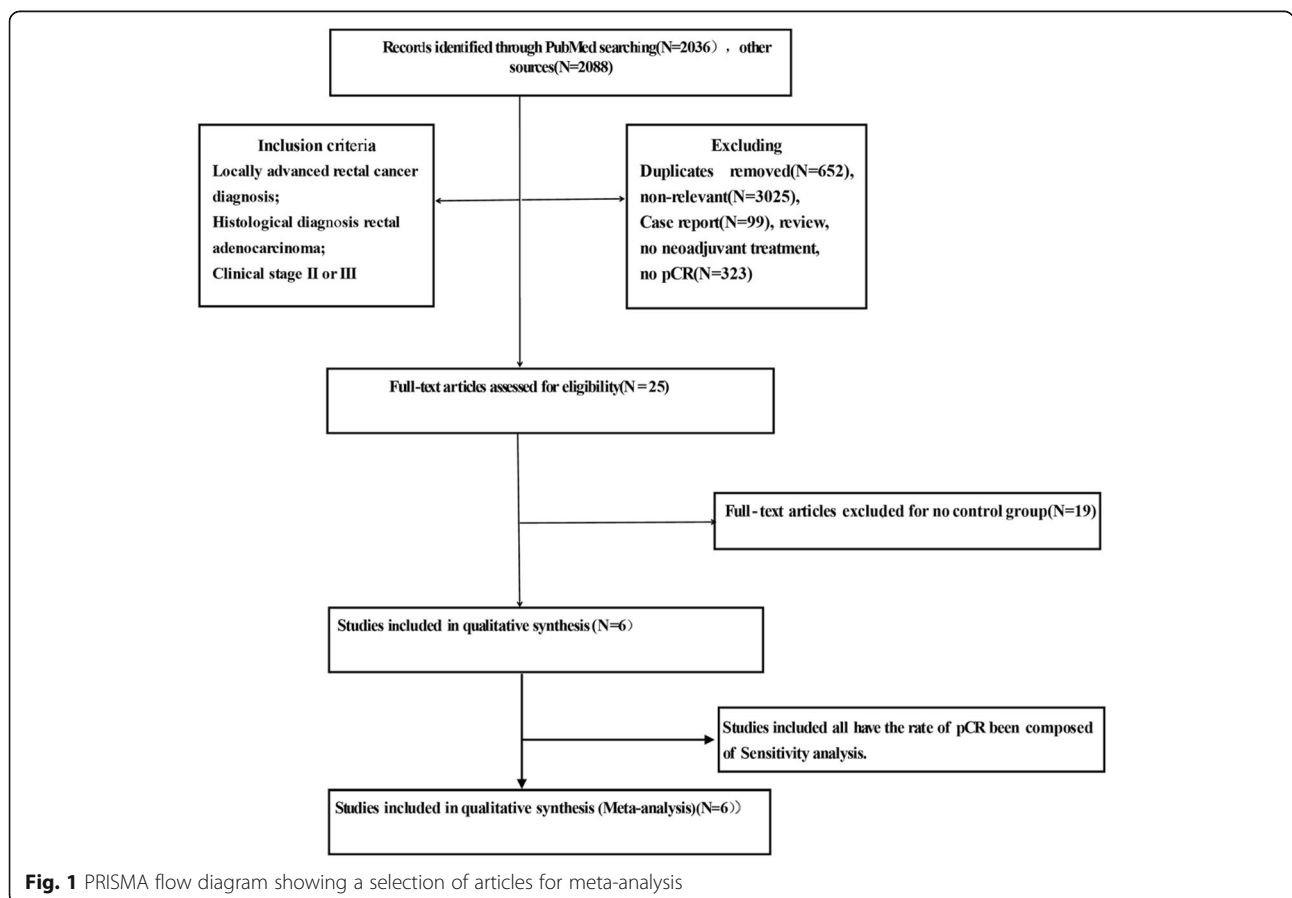 Records identified through PubMed searching(N=2036），other
sources(N=2088)
Inclusion criteria
Locally advanced rectal cancer
diagnosis;
Histological diagnosis rectal
adenocarcinoma;
Clinical stage II or III
Excluding
Duplicates removed(N=652),
non-relevant(N=3025),
Case report(N=99), review,
no neoadjuvant treatment,
no pCR(N=323)
Full-text articles assessed for eligibility(N=25)
Full-text articles excluded for no control group(N=19)
Studies included in qualitative synthesis(N=6）
Studies included all have the rate of pCR been composed
of Sensitivity analysis.
Studies included in qualitative synthesis (Meta-analysis)(N=6)）
Fig. 1 PRISMA flow diagram showing a selection of articles for meta-analysis